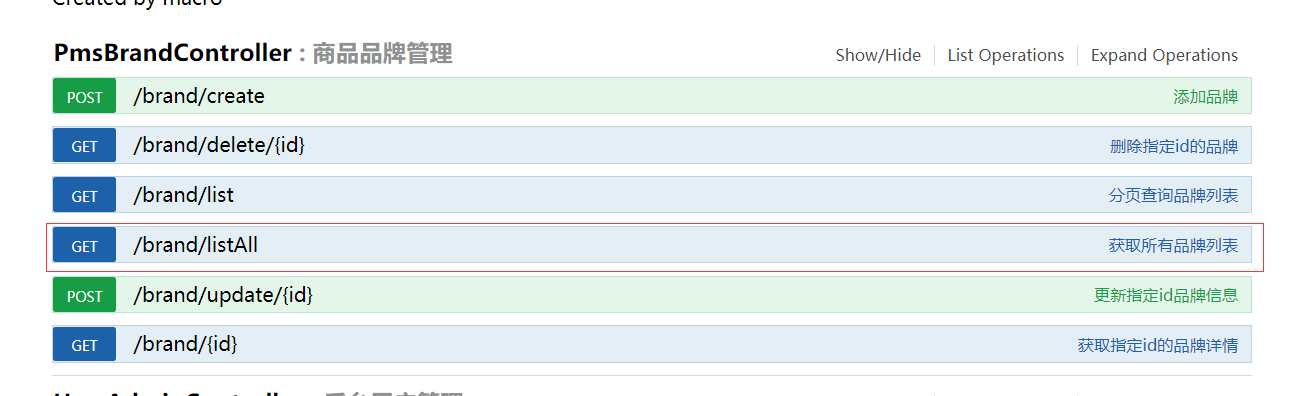 Created by macro
PmsBrandController : 商品品牌管理 Show/Hide List Operations Expand Operations
POST /brand/create 添加品牌
GET /brand/delete/{id} 删除指定id的品牌
GET /brand/list 分页查询品牌列表
GET /brand/listAll 获取所有品牌列表
POST /brand/update/{id} 更新指定id品牌信息
GET /brand/{id} 获取指定id的品牌详情